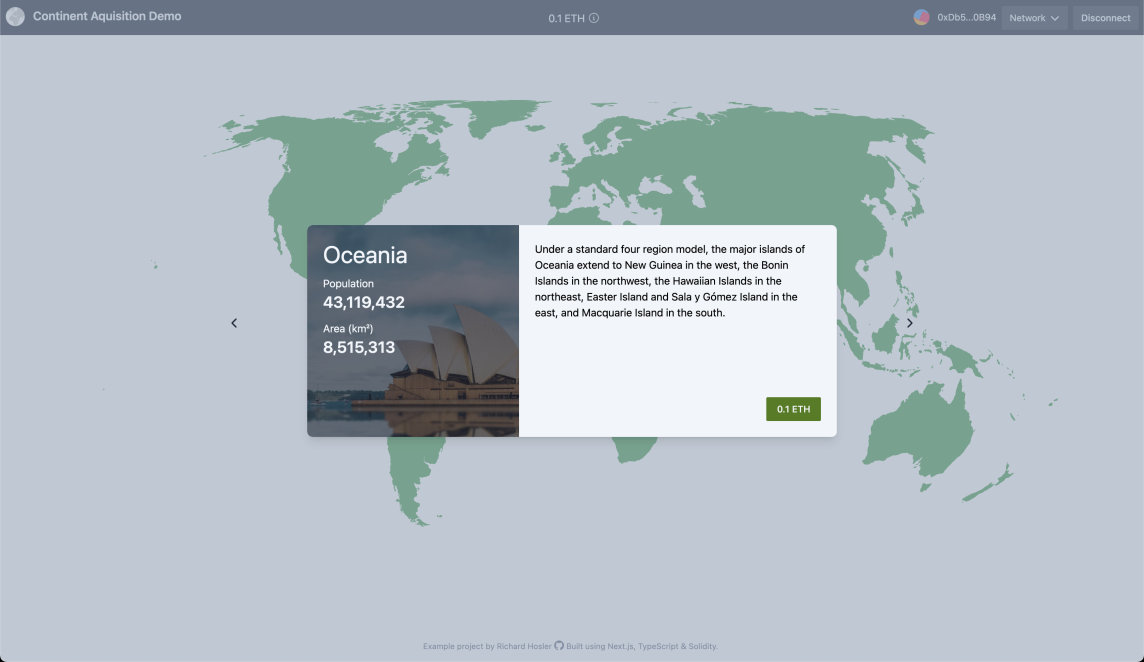 Continent Aquisition Demo
0.1 ETH
0xDb5...0B94
Network
Disconnect
Oceania
Population
43,119,432
Area (km²)
8,515,313
Under a standard four region model, the major islands of
Oceania extend to New Guinea in the west, the Bonin
Islands in the northwest, the Hawaiian Islands in the
northeast, Easter Island and Sala y Gómez Island in the
east, and Macquarie Island in the south.
0.1 ETH
Example project by Richard Hosler Built using Next.js, TypeScript & Solidity.